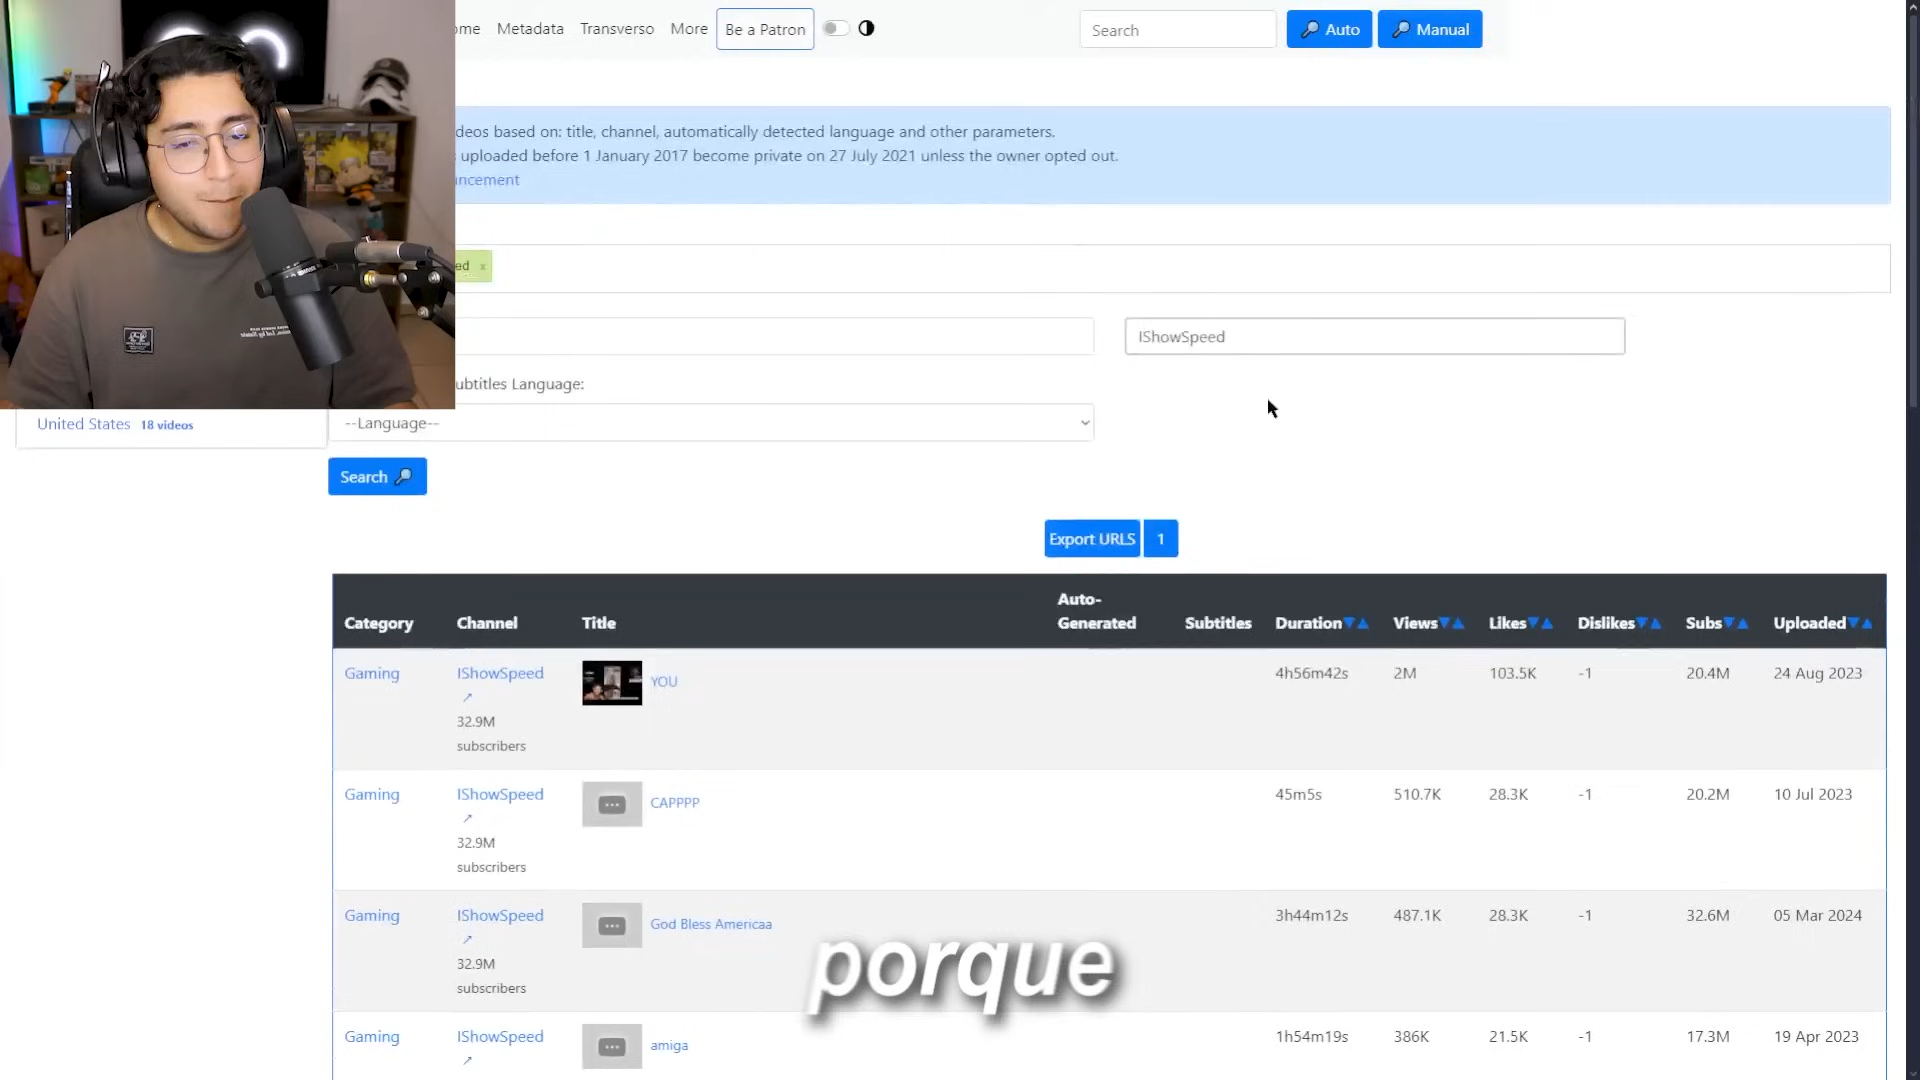 ome Metadata Transverso More Be a Patron Search Auto Manual
deos based on: title, channel, automatically detected language and other parameters.
uploaded before 1 January 2017 become private on 27 July 2021 unless the owner opted out.
ncement
ed x
IShowSpeed
ubtitles Language:
United States 18 videos
--Language--
Search
Export URLS 1
Category Channel Title Auto-Generated Subtitles Duration▼▲ Views▼▲ Likes▼▲ Dislikes▼▲ Subs▼▲ Uploaded▼▲
Gaming IShowSpeed YOU 4h56m42s 2M 103.5K -1 20.4M 24 Aug 2023
↗
32.9M
subscribers
Gaming IShowSpeed CAPPPP 45m5s 510.7K 28.3K -1 20.2M 10 Jul 2023
↗
32.9M
subscribers
Gaming IShowSpeed God Bless Americaa 3h44m12s 487.1K 28.3K -1 32.6M 05 Mar 2024
↗
32.9M
subscribers
porque
Gaming IShowSpeed amiga 1h54m19s 386K 21.5K -1 17.3M 19 Apr 2023
↗